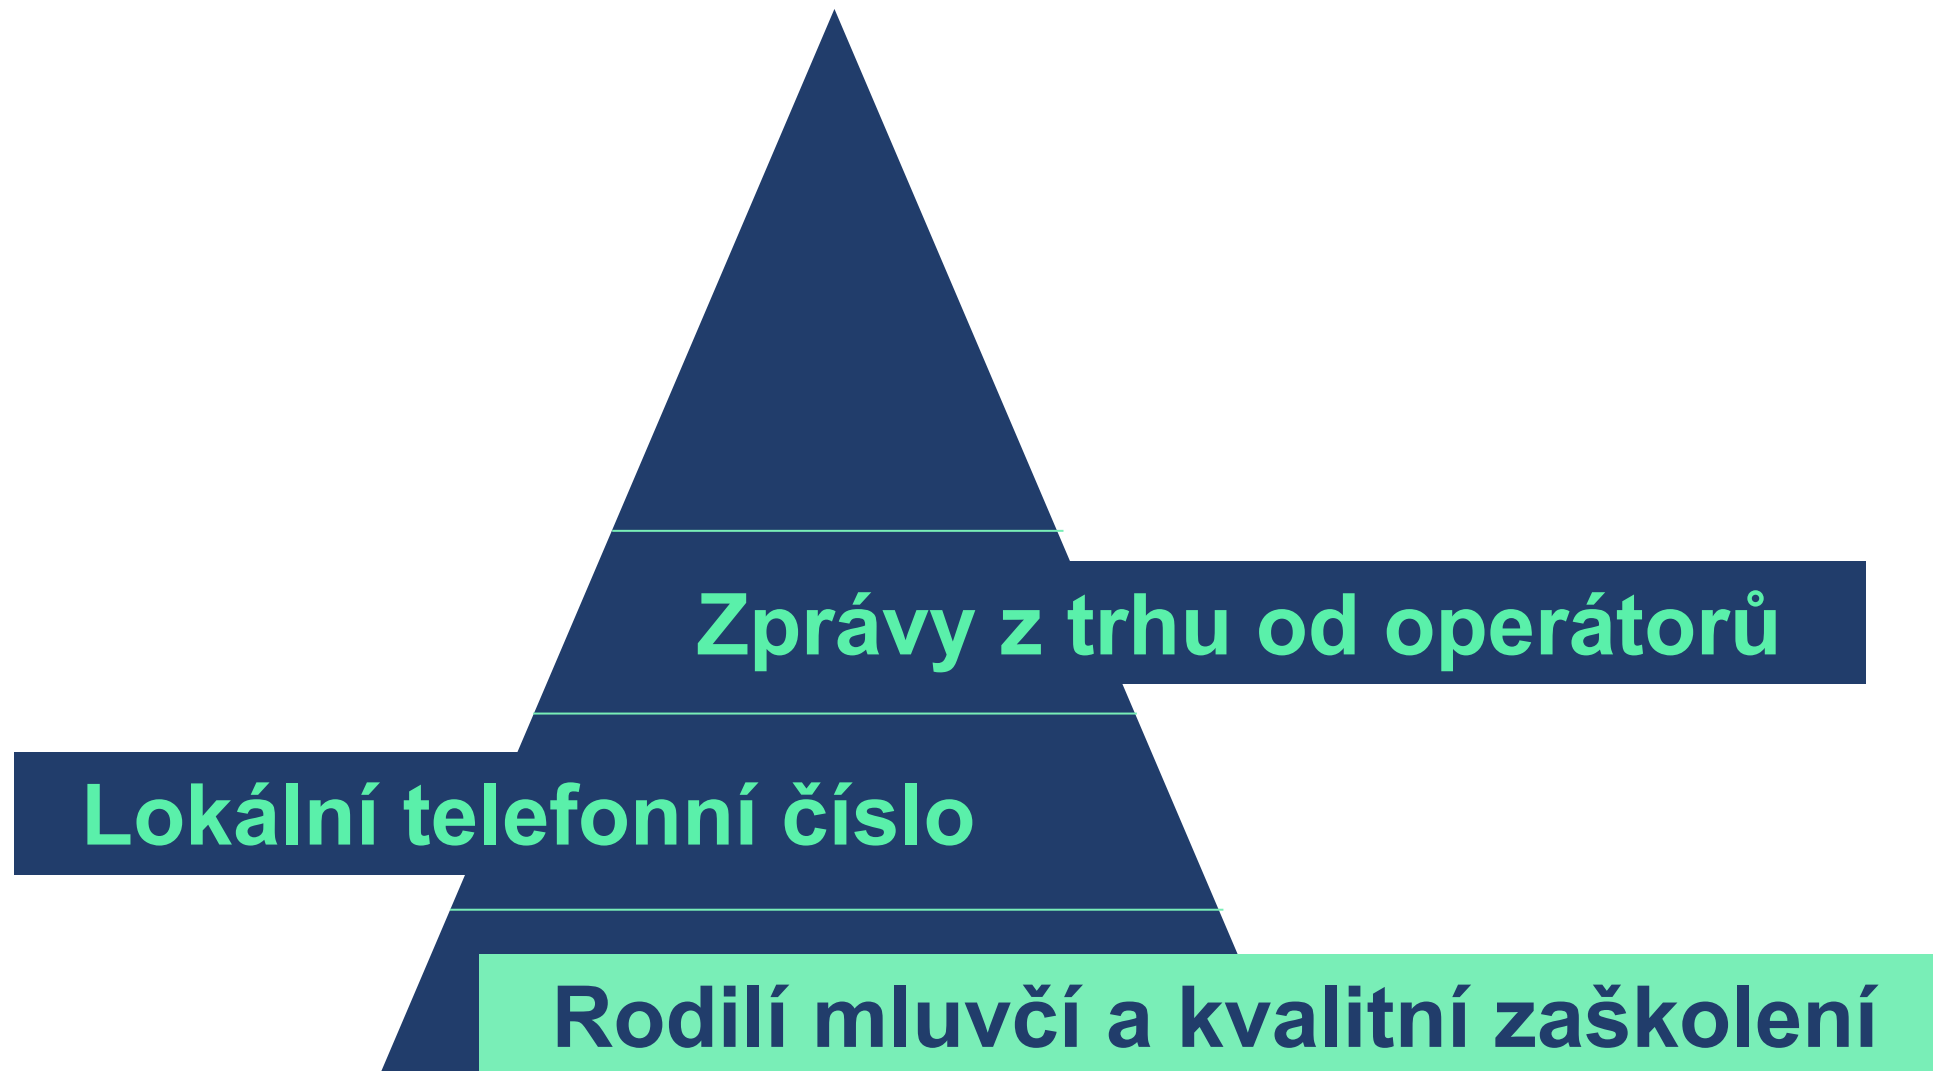 Zprávy z trhu od operátorů
Lokální telefonní číslo
Rodilí mluvčí a kvalitní zaškolení